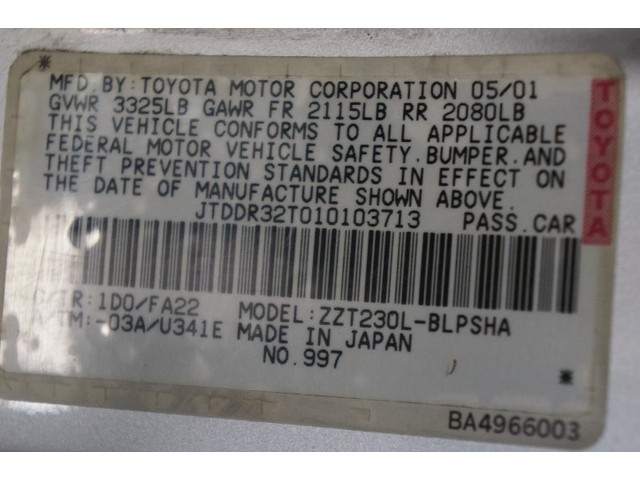 MFD.BY:TOYOTA MOTOR CORPORATION 05/01
GVWR 3325LB GAWR FR 2115LB RR 2080LB
THIS VEHICLE CONFORMS TO ALL APPLICABLE
FEDERAL MOTOR VEHICLE SAFETY.BUMPER.AND
THEFT PREVENTION STANDARDS IN EFFECT ON
THE DATE OF MANUFACTURE SHOWN ABOVE.
JTDDR32T010103713 PASS.CAR
C/TR:1D0/FA22 MODEL:ZZT230L-BLPSHA
A/TM:-03A/U341E MADE IN JAPAN
NO.997
BA4966003
TOYOTA